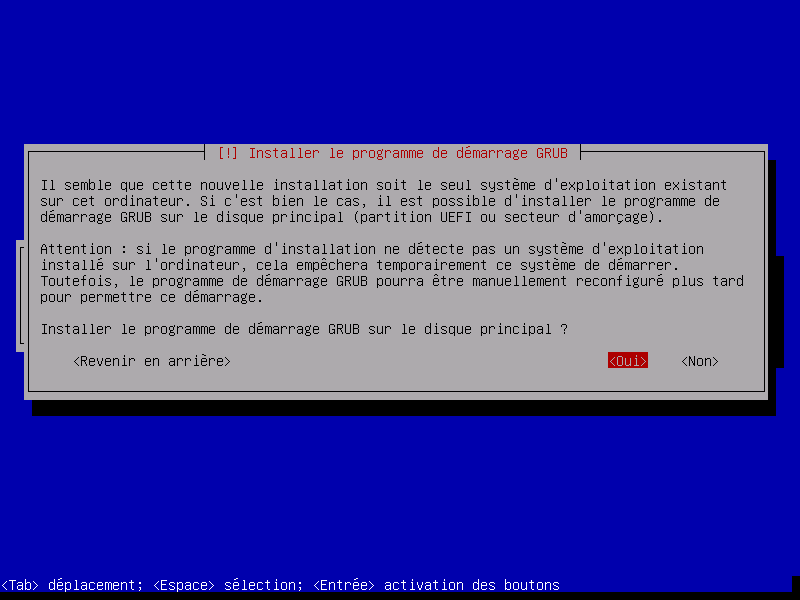 [!] Installer le programme de démarrage GRUB
Il semble que cette nouvelle installation soit le seul système d'exploitation existant
sur cet ordinateur. Si c'est bien le cas, il est possible d'installer le programme de
démarrage GRUB sur le disque principal (partition UEFI ou secteur d'amorçage).
Attention : si le programme d'installation ne détecte pas un système d'exploitation
installé sur l'ordinateur, cela empêchera temporairement ce système de démarrer.
Toutefois, le programme de démarrage GRUB pourra être manuellement reconfiguré plus tard
pour permettre ce démarrage.
Installer le programme de démarrage GRUB sur le disque principal ?
<Revenir en arrière> <Oui> <Non>
<Tab> déplacement; <Espace> sélection; <Entrée> activation des boutons